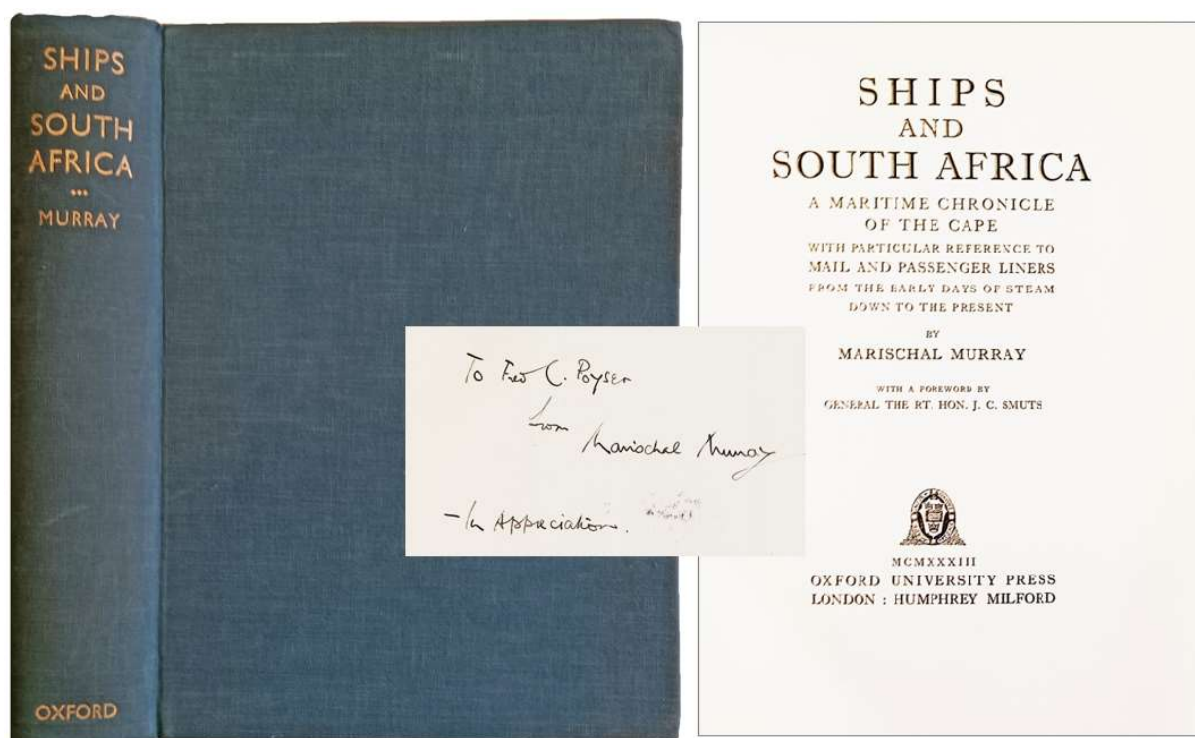 SHIPS
AND
SOUTH
AFRICA
...
MURRAY
OXFORD
To Fred C. Poyser
from
Marischal Murray
- In Appreciation.
SHIPS
AND
SOUTH AFRICA
A MARITIME CHRONICLE
OF THE CAPE
WITH PARTICULAR REFERENCE TO
MAIL AND PASSENGER LINERS
FROM THE EARLY DAYS OF STEAM
DOWN TO THE PRESENT
BY
MARISCHAL MURRAY
WITH A FOREWORD BY
GENERAL THE RT. HON. J. C. SMUTS
MCMXXXIII
OXFORD UNIVERSITY PRESS
LONDON : HUMPHREY MILFORD